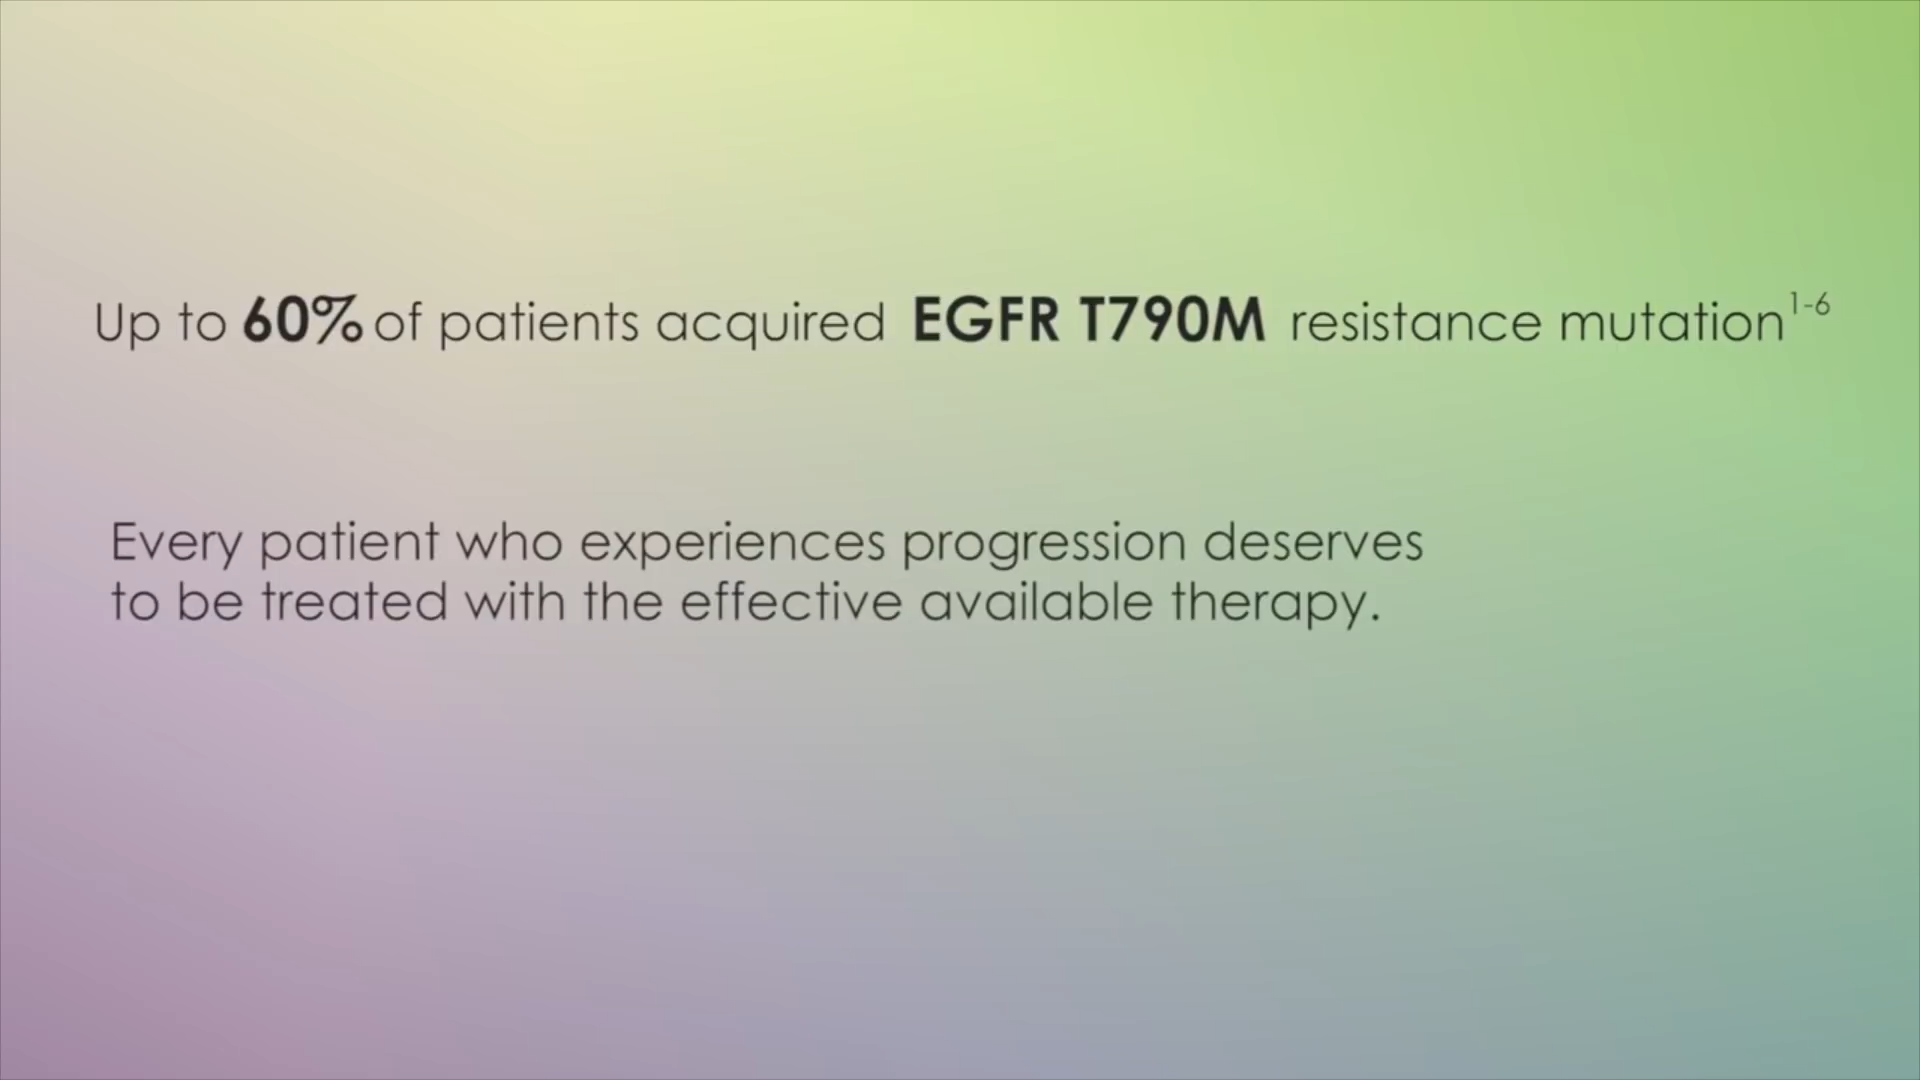 Up to 60% of patients acquired EGFR T790M resistance mutation1-6
Every patient who experiences progression deserves
to be treated with the effective available therapy.